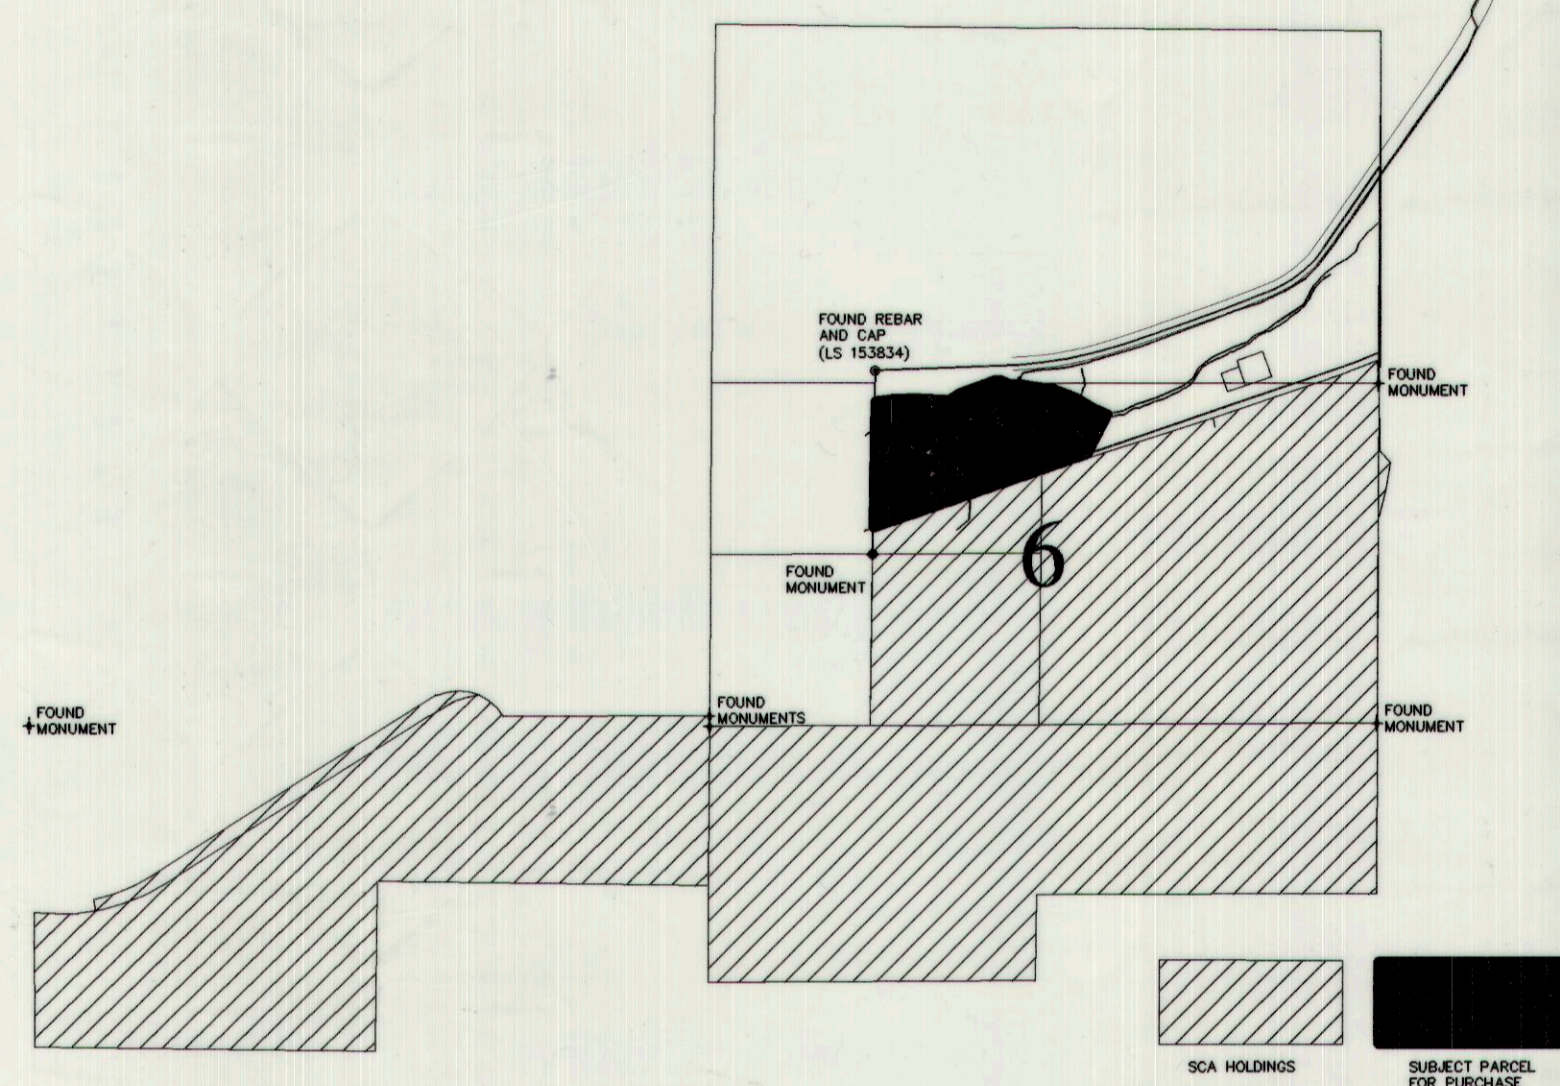 FOUND REBAR
AND CAP
(LS 153834)
FOUND
MONUMENT
6
FOUND
MONUMENT
FOUND
MONUMENTS
FOUND
MONUMENT
FOUND
MONUMENT
SCA HOLDINGS
SUBJECT PARCEL
FOR PURCHASE